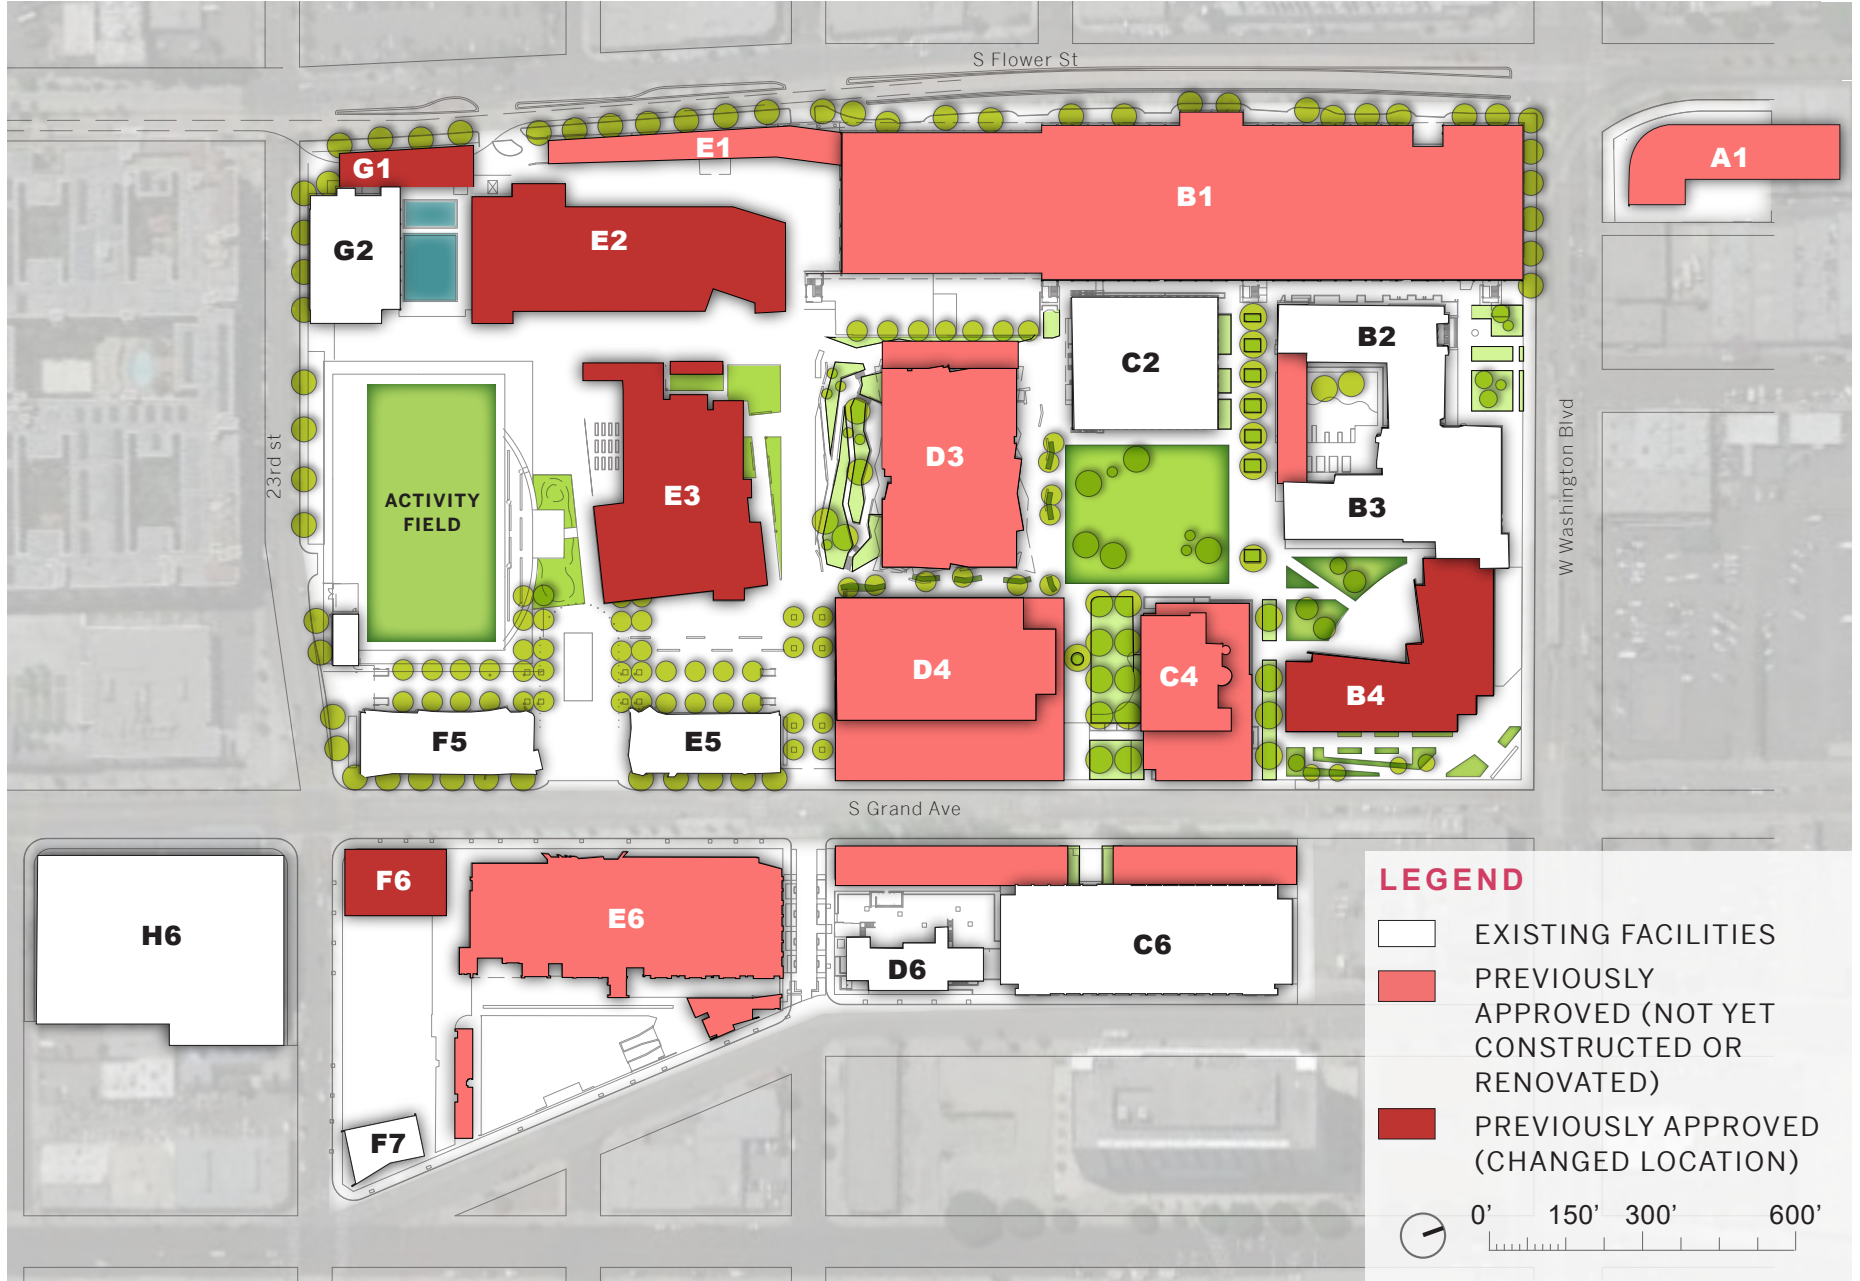 S Flower St
G1
E1
A1
B1
G2
E2
B2
C2
D3
23rd st
W Washington Blvd
ACTIVITY
FIELD
E3
B3
D4
C4
B4
F5
E5
S Grand Ave
F6
E6
H6
D6
C6
F7
LEGEND
EXISTING FACILITIES
PREVIOUSLY
APPROVED (NOT YET
CONSTRUCTED OR
RENOVATED)
PREVIOUSLY APPROVED
(CHANGED LOCATION)
0’ 150’ 300’ 600’